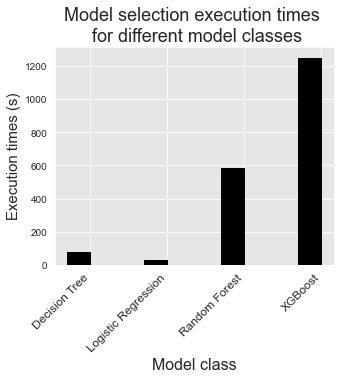 Model selection execution times
for different model classes
Execution times (s)
1200
1000
800
600
400
200
0
Decision Tree
Logistic Regression
Random Forest
XGBoost
Model class